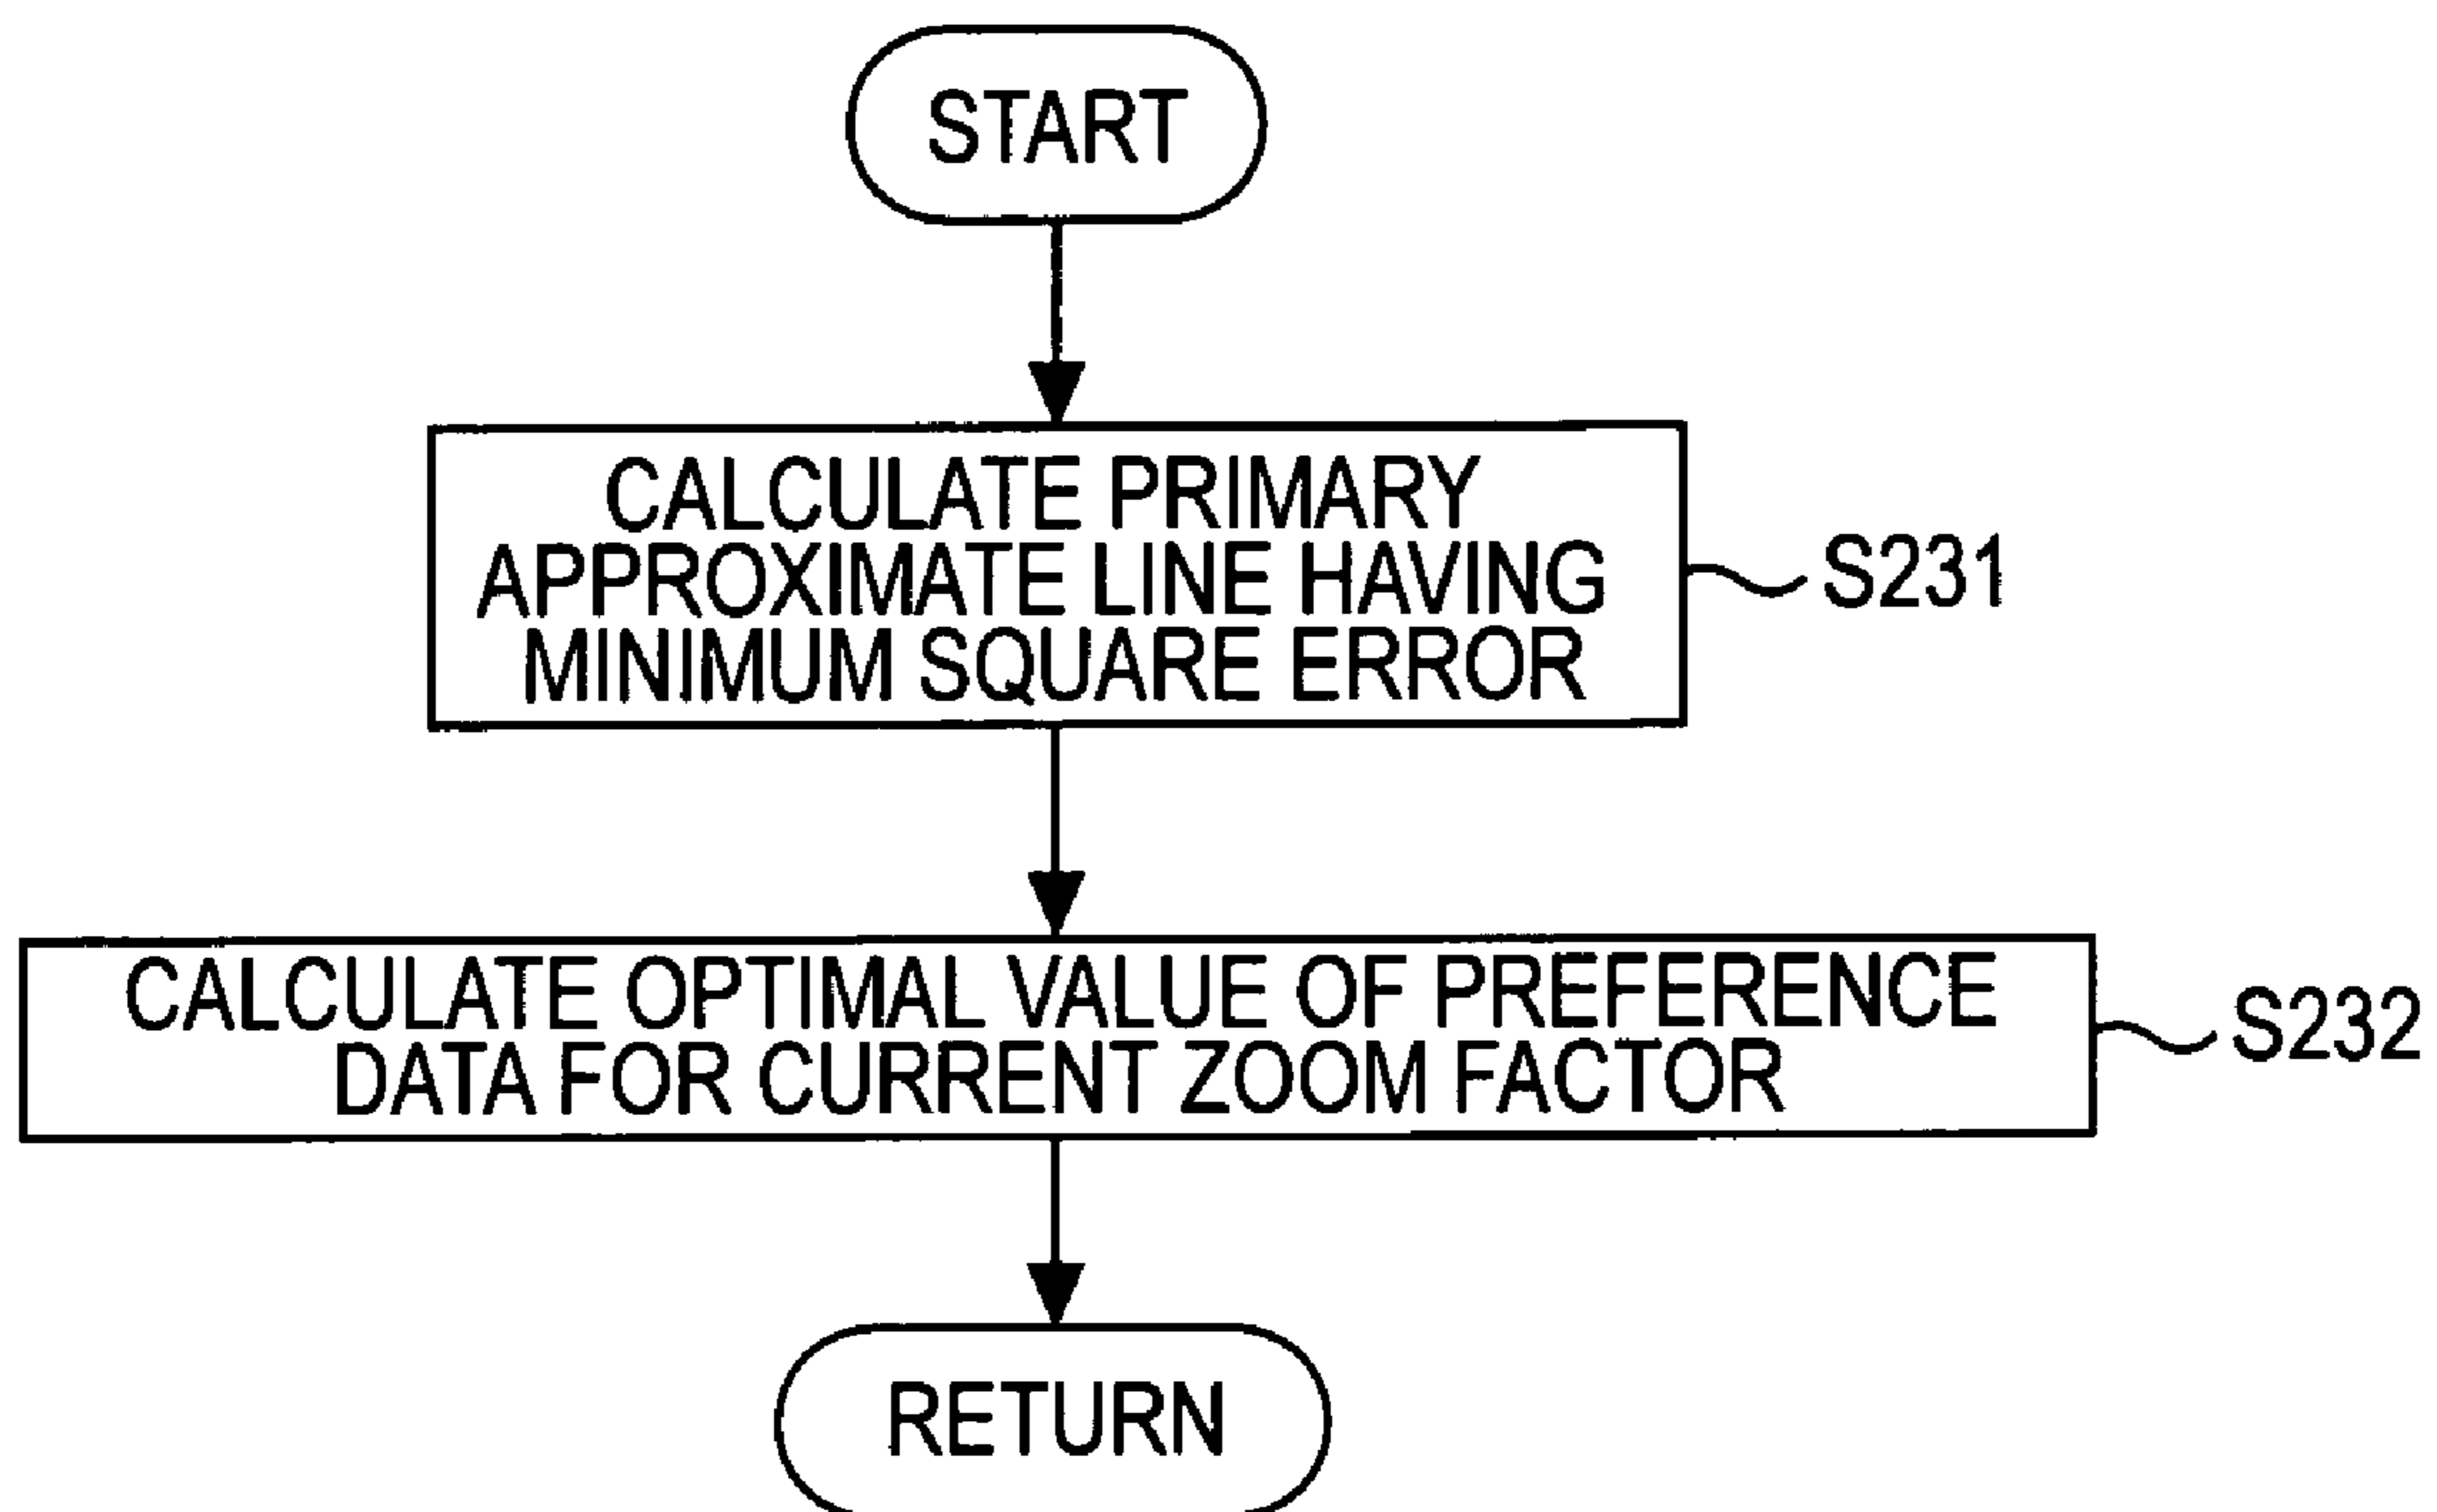 START
CALCULATE PRIMARY
APPROXIMATE LINE HAVING
MINIMUM SQUARE ERROR
S231
CALCULATE OPTIMAL VALUE OF PREFERENCE
DATA FOR CURRENT ZOOM FACTOR
S232
RETURN